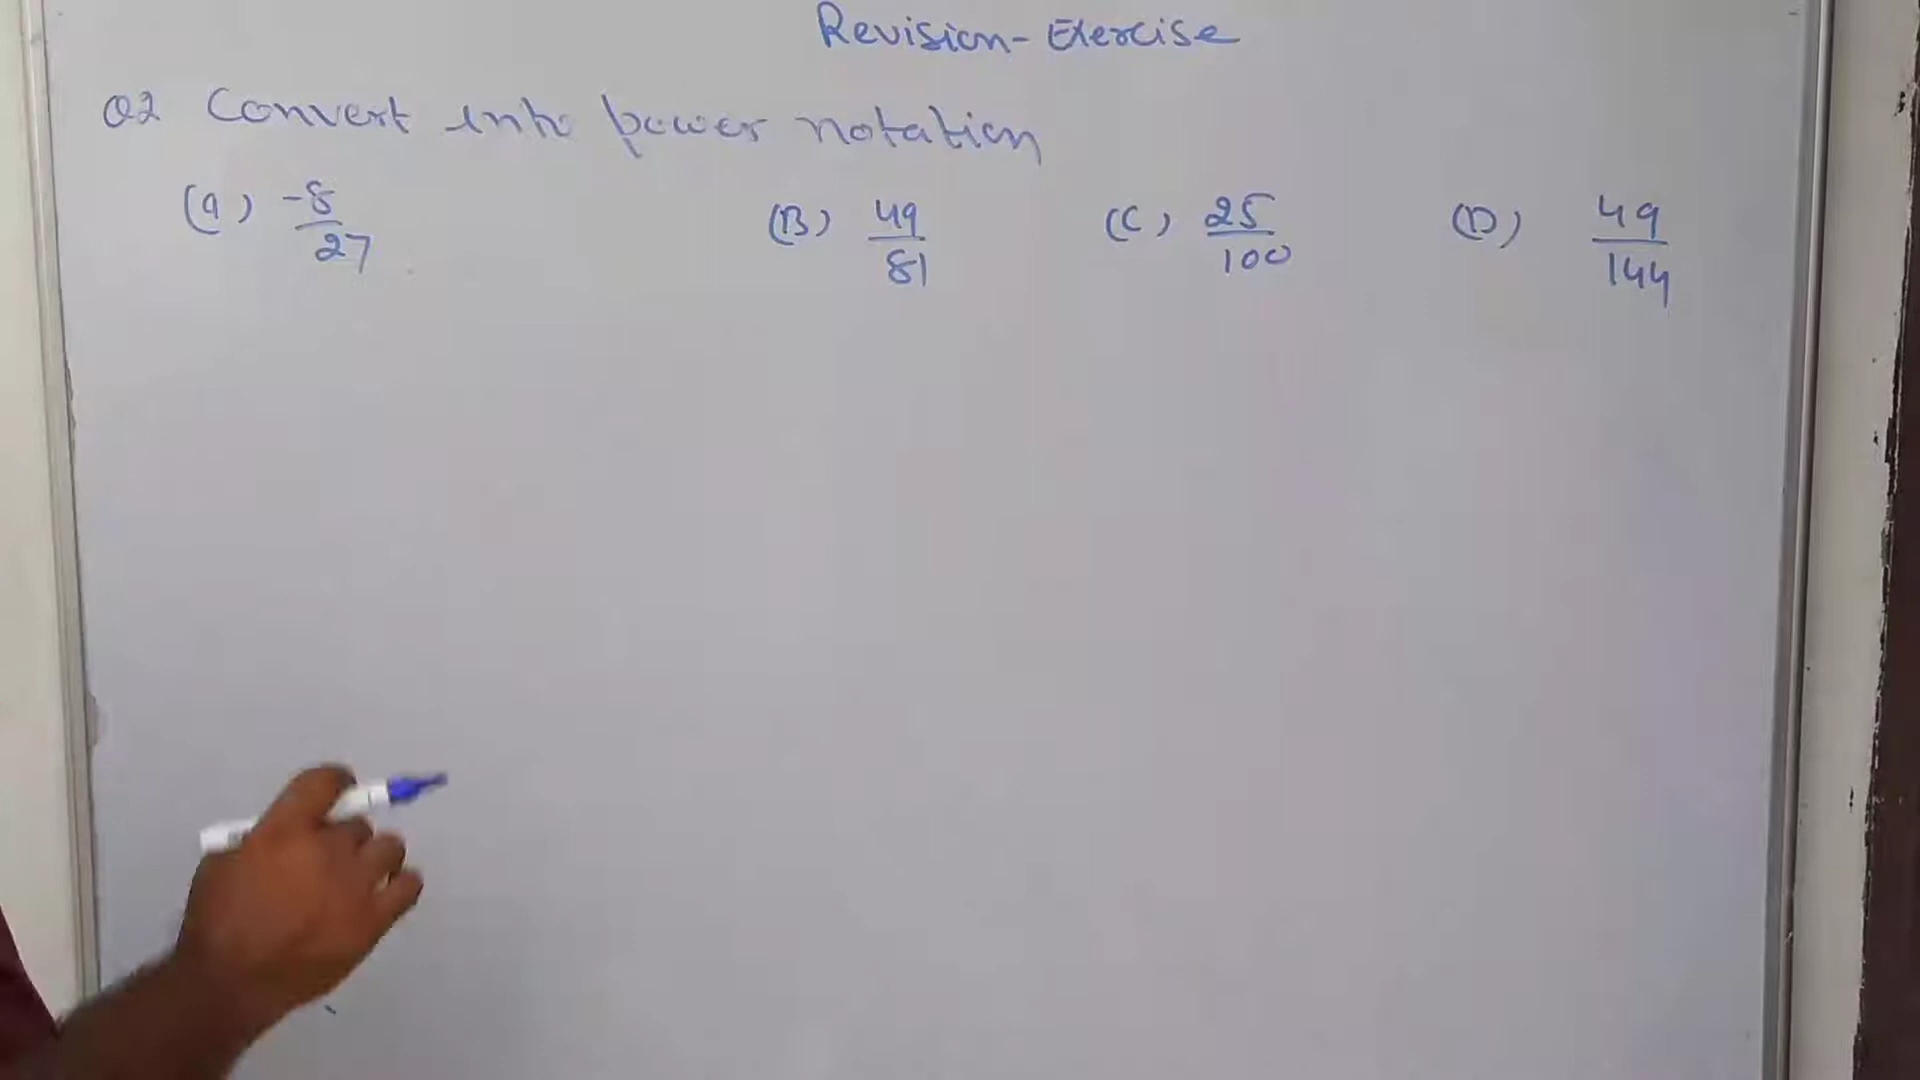 Revision-Exercise
Q2 Convert into power notation
(a) -8/27 (B) 49/81 (C) 25/100 (D) 49/144